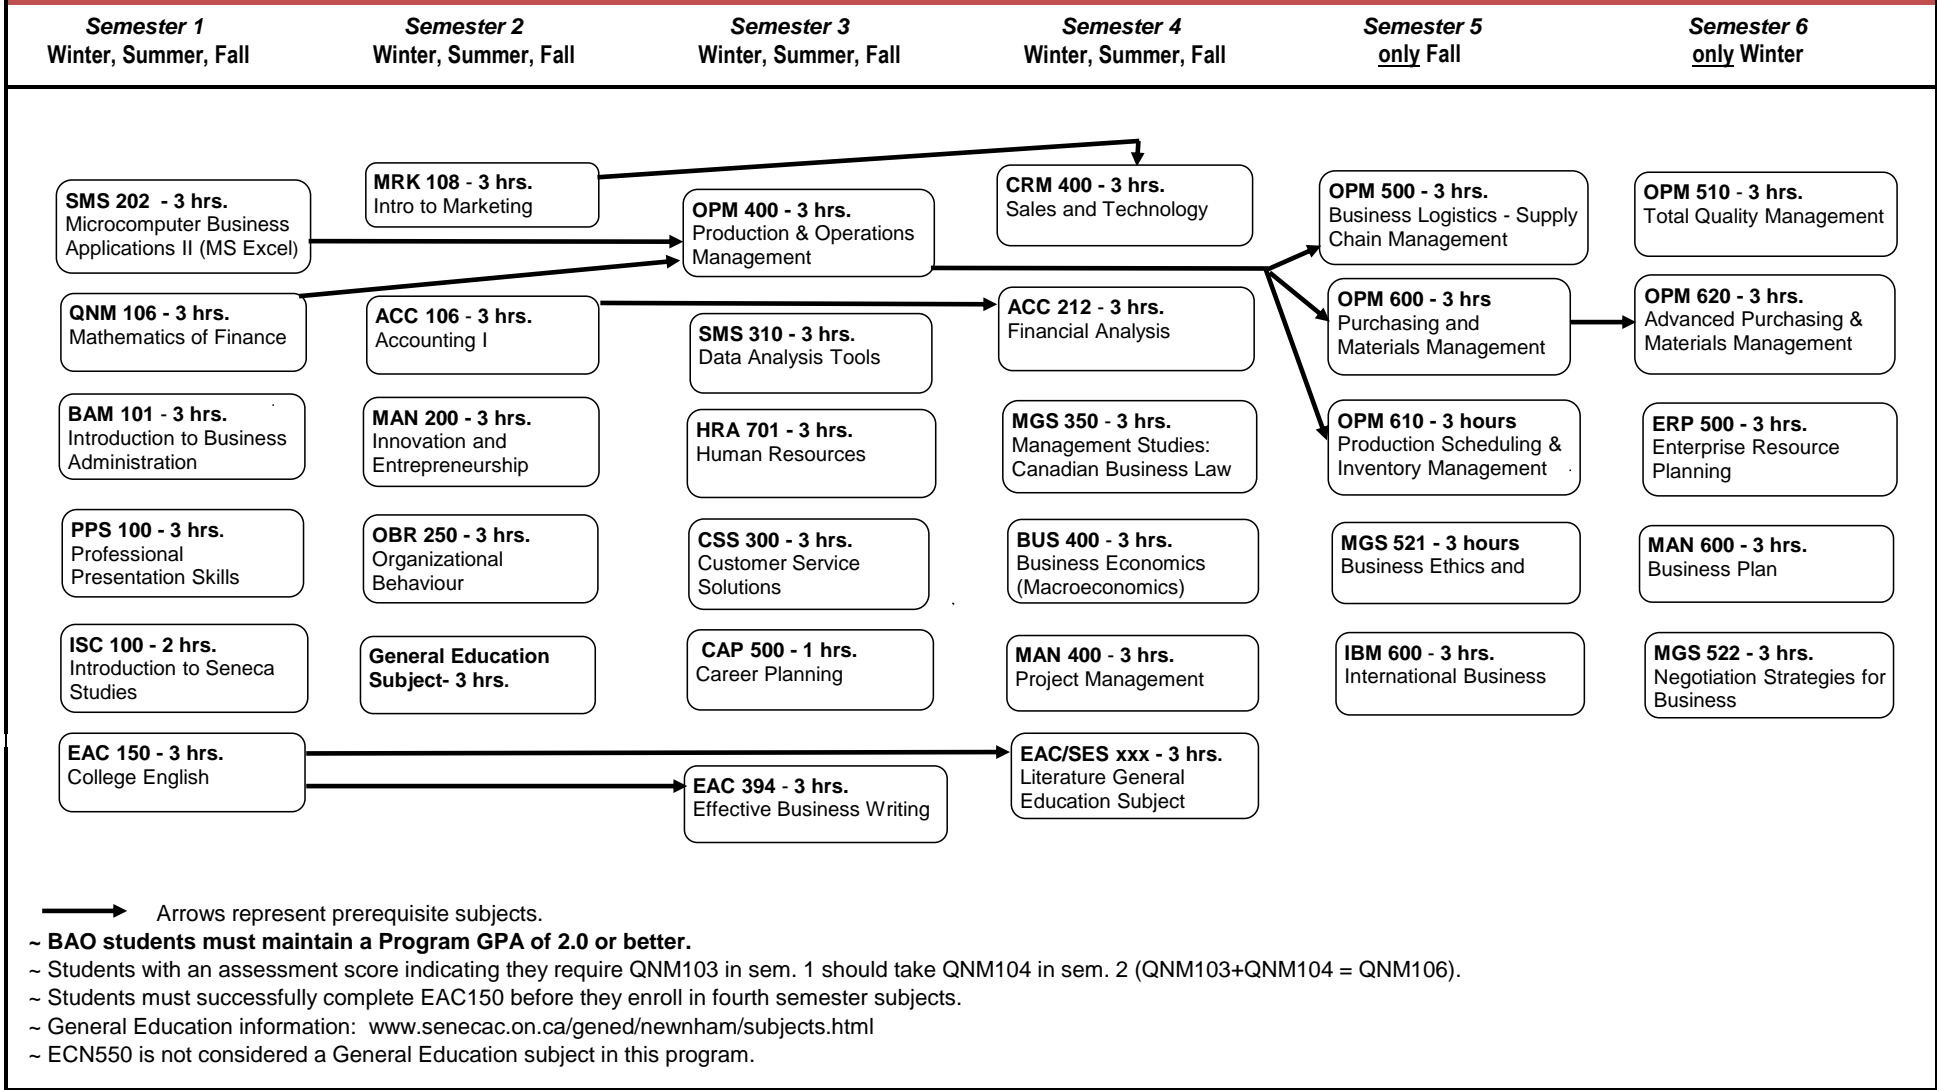 Semester 1
Winter, Summer, Fall
Semester 2
Winter, Summer, Fall
Semester 3
Winter, Summer, Fall
Semester 4
Winter, Summer, Fall
Semester 5
only Fall
Semester 6
only Winter
SMS 202 - 3 hrs.
Microcomputer Business
Applications II (MS Excel)
QNM 106 - 3 hrs.
Mathematics of Finance
BAM 101 - 3 hrs.
Introduction to Business
Administration
PPS 100 - 3 hrs.
Professional
Presentation Skills
ISC 100 - 2 hrs.
Introduction to Seneca
Studies
EAC 150 - 3 hrs.
College English
MRK 108 - 3 hrs.
Intro to Marketing
ACC 106 - 3 hrs.
Accounting I
MAN 200 - 3 hrs.
Innovation and
Entrepreneurship
OBR 250 - 3 hrs.
Organizational
Behaviour
General Education
Subject- 3 hrs.
OPM 400 - 3 hrs.
Production & Operations
Management
SMS 310 - 3 hrs.
Data Analysis Tools
HRA 701 - 3 hrs.
Human Resources
CSS 300 - 3 hrs.
Customer Service
Solutions
CAP 500 - 1 hrs.
Career Planning
EAC 394 - 3 hrs.
Effective Business Writing
CRM 400 - 3 hrs.
Sales and Technology
ACC 212 - 3 hrs.
Financial Analysis
MGS 350 - 3 hrs.
Management Studies:
Canadian Business Law
BUS 400 - 3 hrs.
Business Economics
(Macroeconomics)
MAN 400 - 3 hrs.
Project Management
EAC/SES xxx - 3 hrs.
Literature General
Education Subject
OPM 500 - 3 hrs.
Business Logistics - Supply
Chain Management
OPM 600 - 3 hrs
Purchasing and
Materials Management
OPM 610 - 3 hours
Production Scheduling &
Inventory Management
MGS 521 - 3 hours
Business Ethics and
IBM 600 - 3 hrs.
International Business
OPM 510 - 3 hrs.
Total Quality Management
OPM 620 - 3 hrs.
Advanced Purchasing &
Materials Management
ERP 500 - 3 hrs.
Enterprise Resource
Planning
MAN 600 - 3 hrs.
Business Plan
MGS 522 - 3 hrs.
Negotiation Strategies for
Business
Arrows represent prerequisite subjects.
~ BAO students must maintain a Program GPA of 2.0 or better.
~ Students with an assessment score indicating they require QNM103 in sem. 1 should take QNM104 in sem. 2 (QNM103+QNM104 = QNM106).
~ Students must successfully complete EAC150 before they enroll in fourth semester subjects.
~ General Education information: www.senecac.on.ca/gened/newnham/subjects.html
~ ECN550 is not considered a General Education subject in this program.